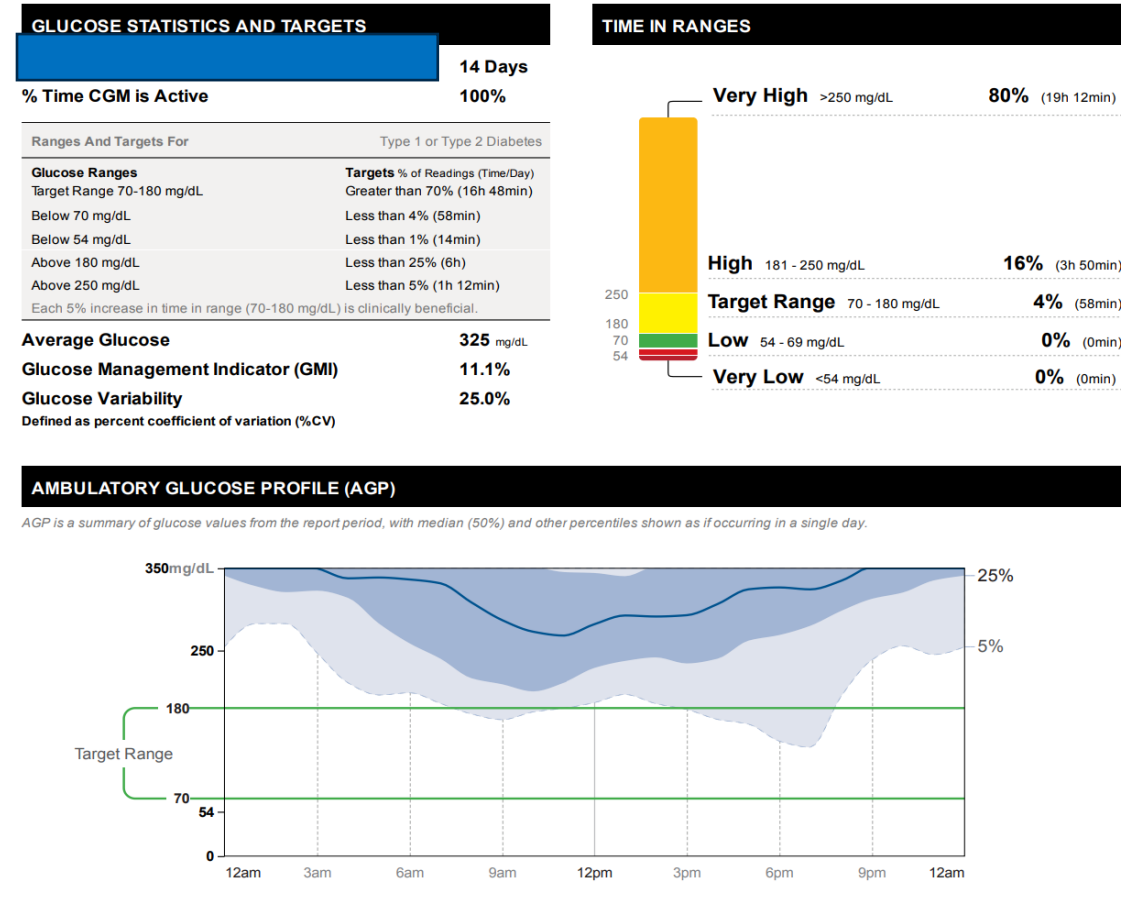 GLUCOSE STATISTICS AND TARGETS
14 Days
% Time CGM is Active 100%
Ranges And Targets For Type 1 or Type 2 Diabetes
Glucose Ranges Targets % of Readings (Time/Day)
Target Range 70-180 mg/dL Greater than 70% (16h 48min)
Below 70 mg/dL Less than 4% (58min)
Below 54 mg/dL Less than 1% (14min)
Above 180 mg/dL Less than 25% (6h)
Above 250 mg/dL Less than 5% (1h 12min)
Each 5% increase in time in range (70-180 mg/dL) is clinically beneficial.
Average Glucose 325 mg/dL
Glucose Management Indicator (GMI) 11.1%
Glucose Variability 25.0%
Defined as percent coefficient of variation (%CV)
TIME IN RANGES
Very High >250 mg/dL 80% (19h 12min)
High 181 - 250 mg/dL 16% (3h 50min)
250
Target Range 70 - 180 mg/dL 4% (58min)
180
Low 54 - 69 mg/dL 0% (0min)
70
54
Very Low <54 mg/dL 0% (0min)
AMBULATORY GLUCOSE PROFILE (AGP)
AGP is a summary of glucose values from the report period, with median (50%) and other percentiles shown as if occurring in a single day.
350mg/dL
25%
250
5%
180
Target Range
70
54
0
12am 3am 6am 9am 12pm 3pm 6pm 9pm 12am